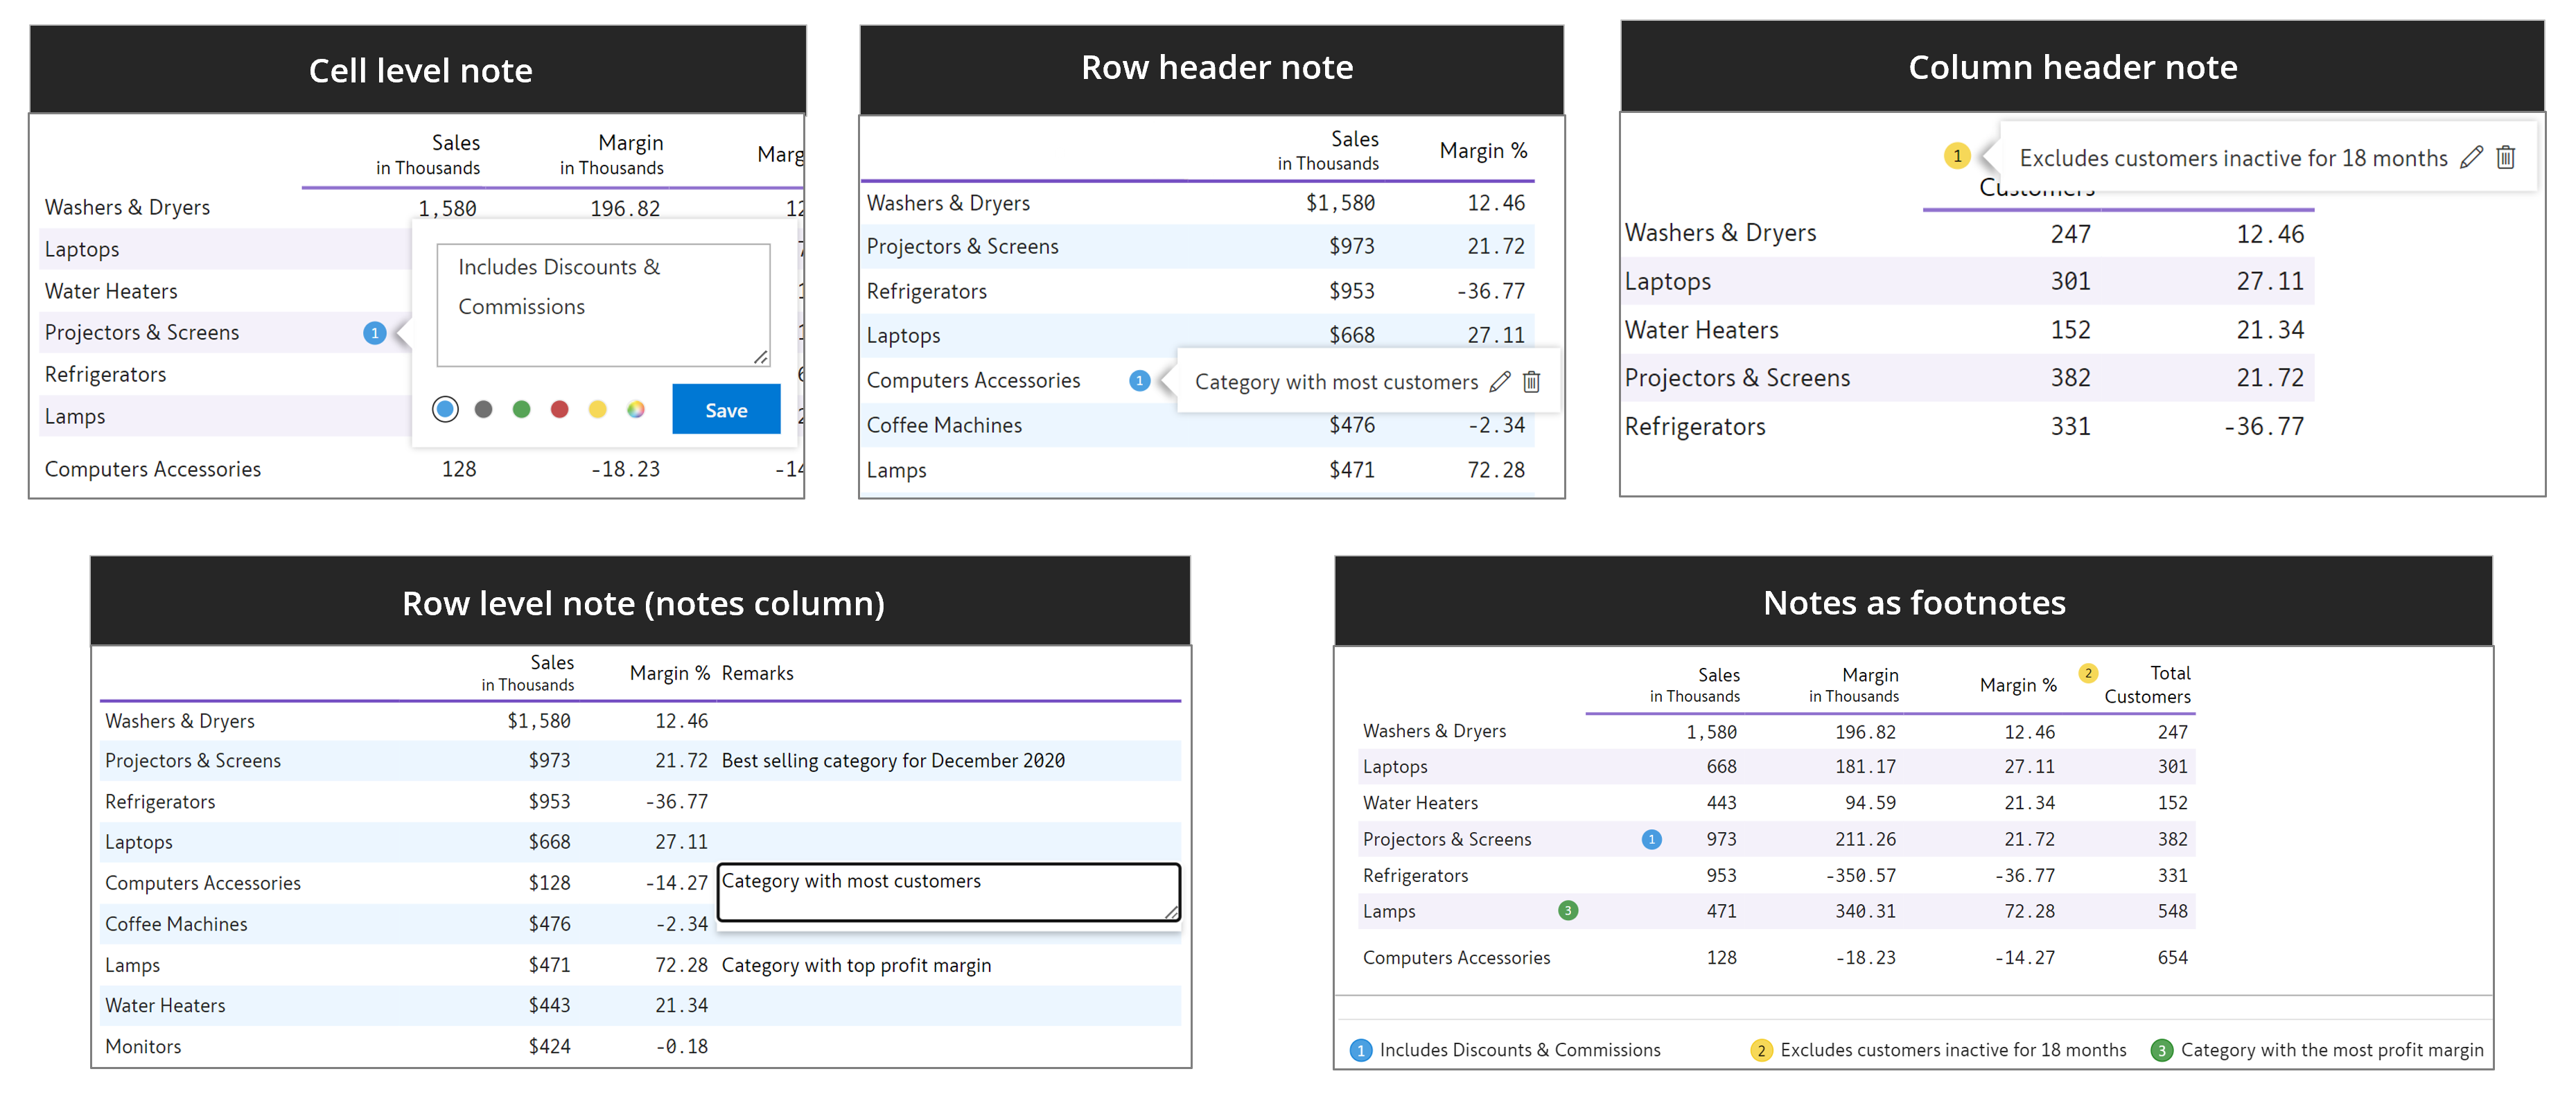 Cell level note
Sales Margin
in Thousands in Thousands Marg
Washers & Dryers 1,580 196.82 12
Laptops
Water Heaters
Projectors & Screens 1
Refrigerators
Lamps
Includes Discounts &
Commissions
Save
Computers Accessories 128 -18.23 -14
Row header note
Sales Margin %
in Thousands
Washers & Dryers $1,580 12.46
Projectors & Screens $973 21.72
Refrigerators $953 -36.77
Laptops $668 27.11
Computers Accessories 1 Category with most customers
Coffee Machines $476 -2.34
Lamps $471 72.28
Column header note
1 Excludes customers inactive for 18 months
Customers
Washers & Dryers 247 12.46
Laptops 301 27.11
Water Heaters 152 21.34
Projectors & Screens 382 21.72
Refrigerators 331 -36.77
Row level note (notes column)
Sales Margin % Remarks
in Thousands
Washers & Dryers $1,580 12.46
Projectors & Screens $973 21.72 Best selling category for December 2020
Refrigerators $953 -36.77
Laptops $668 27.11
Computers Accessories $128 -14.27 Category with most customers
Coffee Machines $476 -2.34
Lamps $471 72.28 Category with top profit margin
Water Heaters $443 21.34
Monitors $424 -0.18
Notes as footnotes
Sales Margin Margin % 2 Total
in Thousands in Thousands Customers
Washers & Dryers 1,580 196.82 12.46 247
Laptops 668 181.17 27.11 301
Water Heaters 443 94.59 21.34 152
Projectors & Screens 1 973 211.26 21.72 382
Refrigerators 953 -350.57 -36.77 331
Lamps 3 471 340.31 72.28 548
Computers Accessories 128 -18.23 -14.27 654
1 Includes Discounts & Commissions 2 Excludes customers inactive for 18 months 3 Category with the most profit margin